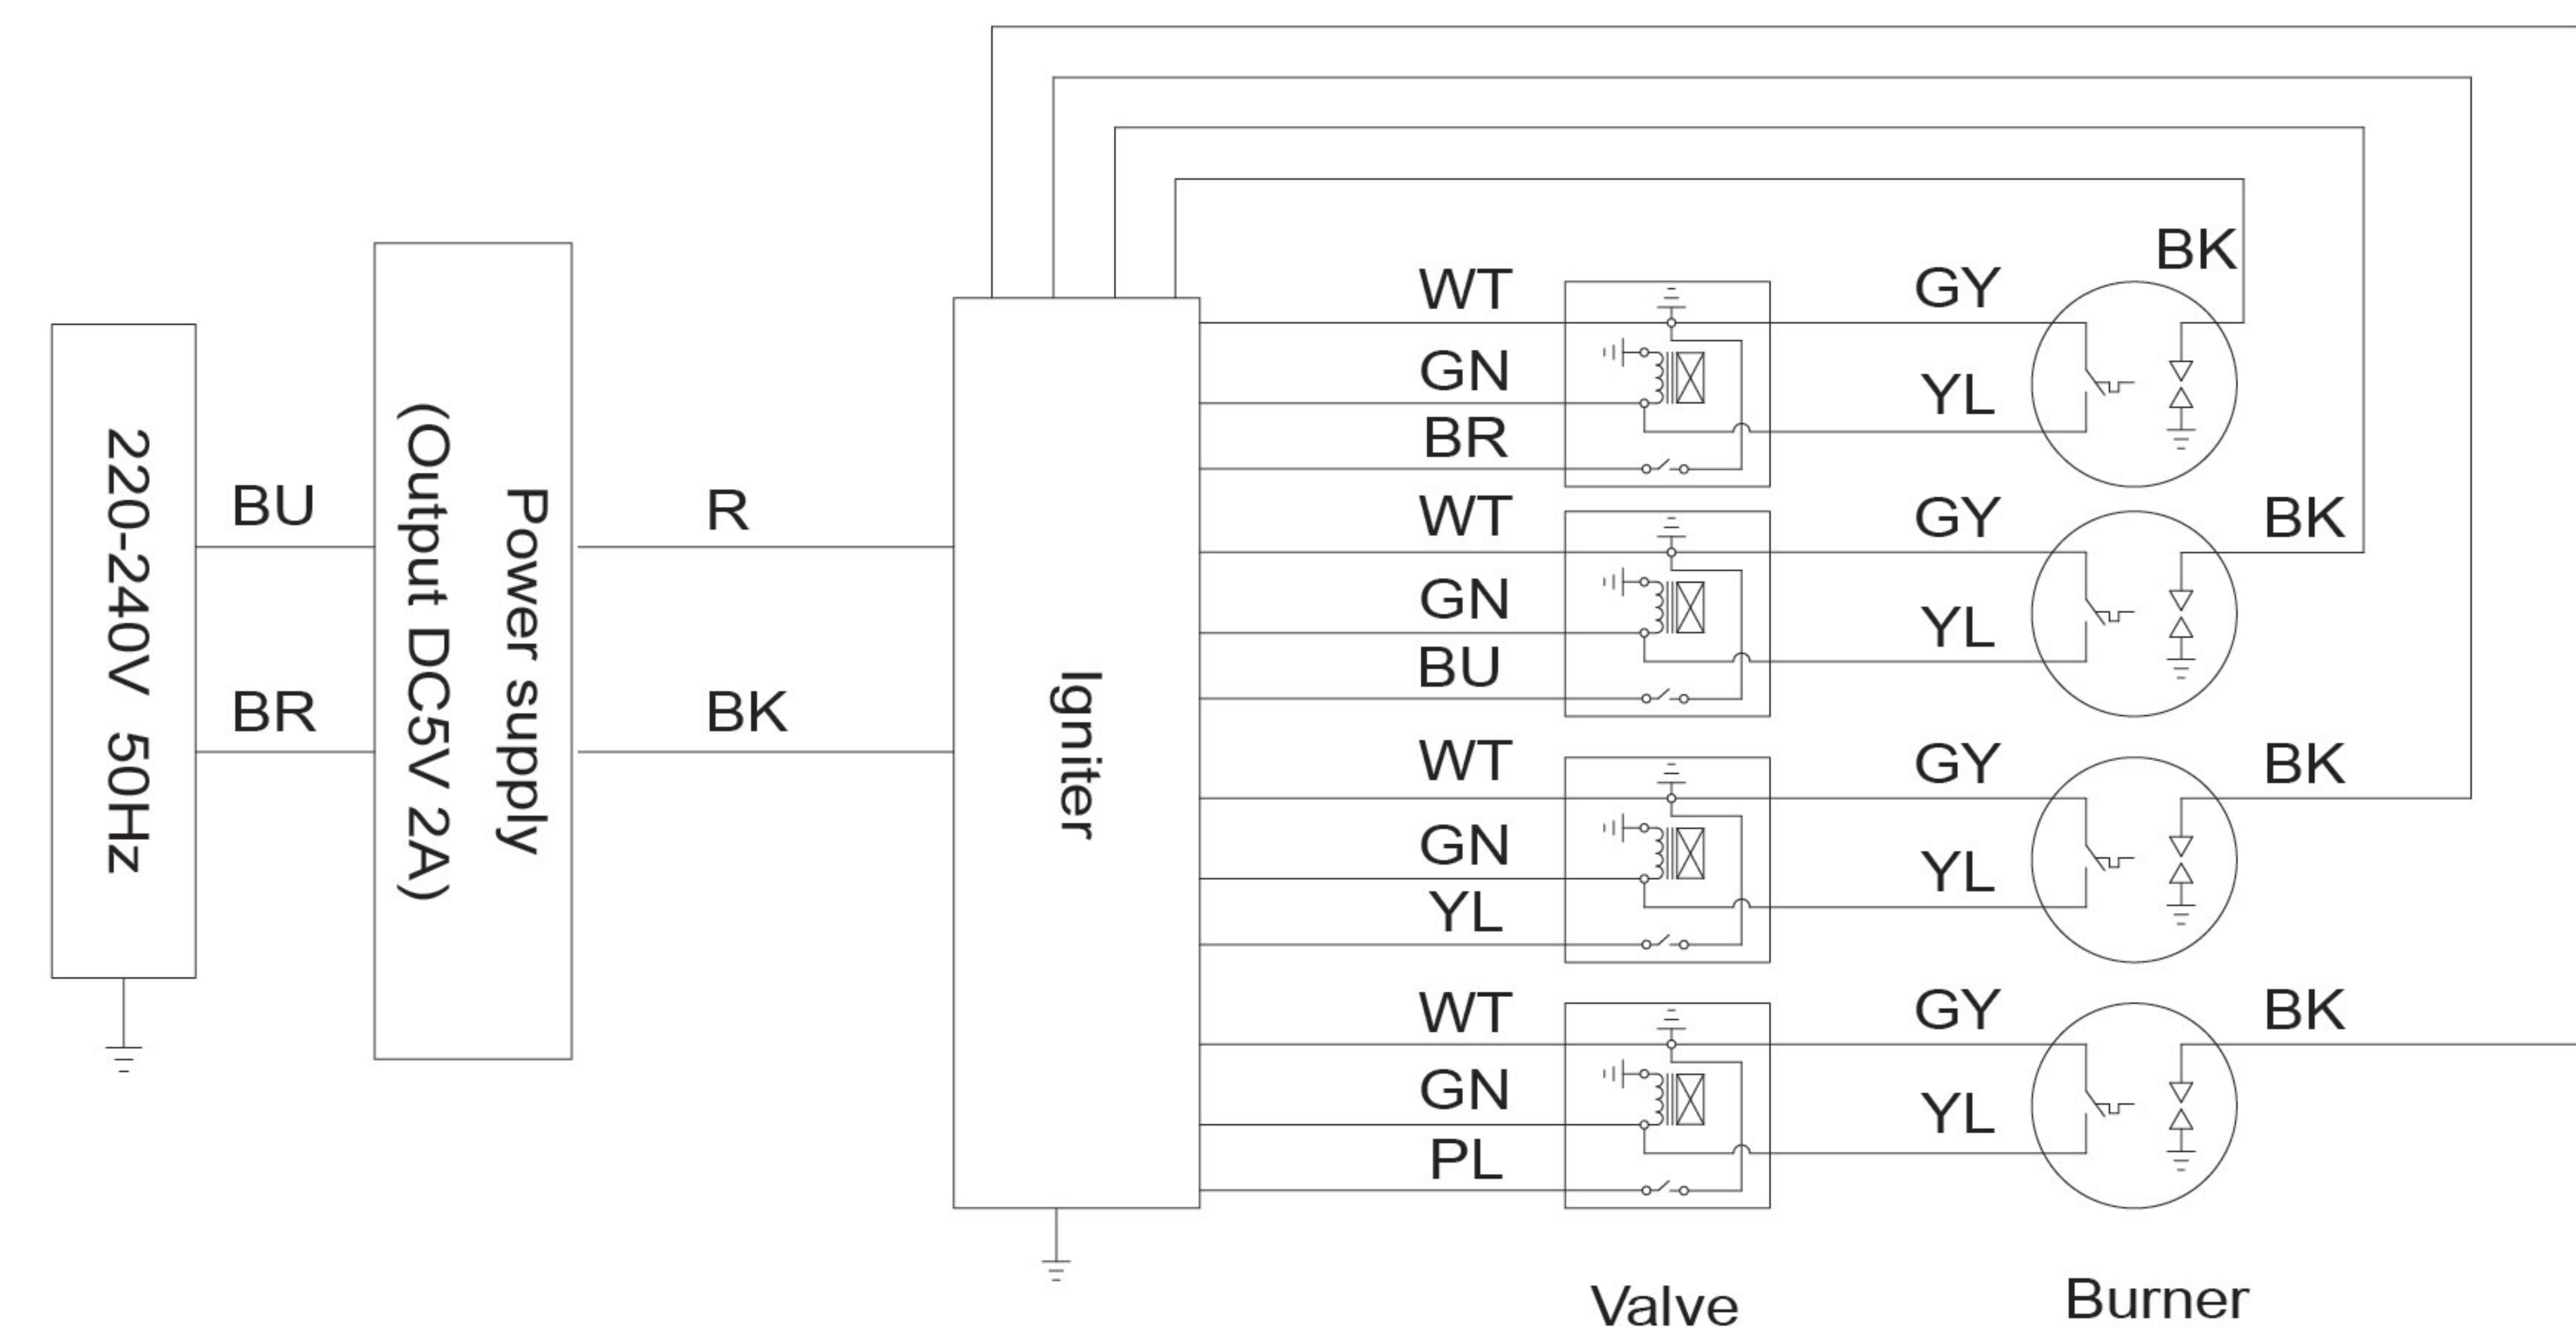 220-240V 50Hz
BU
BR
Power supply
(Output DC5V 2A)
R
BK
Igniter
WT
GN
BR
GY
YL
BK
WT
GN
BU
GY
YL
BK
WT
GN
YL
GY
YL
BK
WT
GN
PL
GY
YL
BK
Valve
Burner